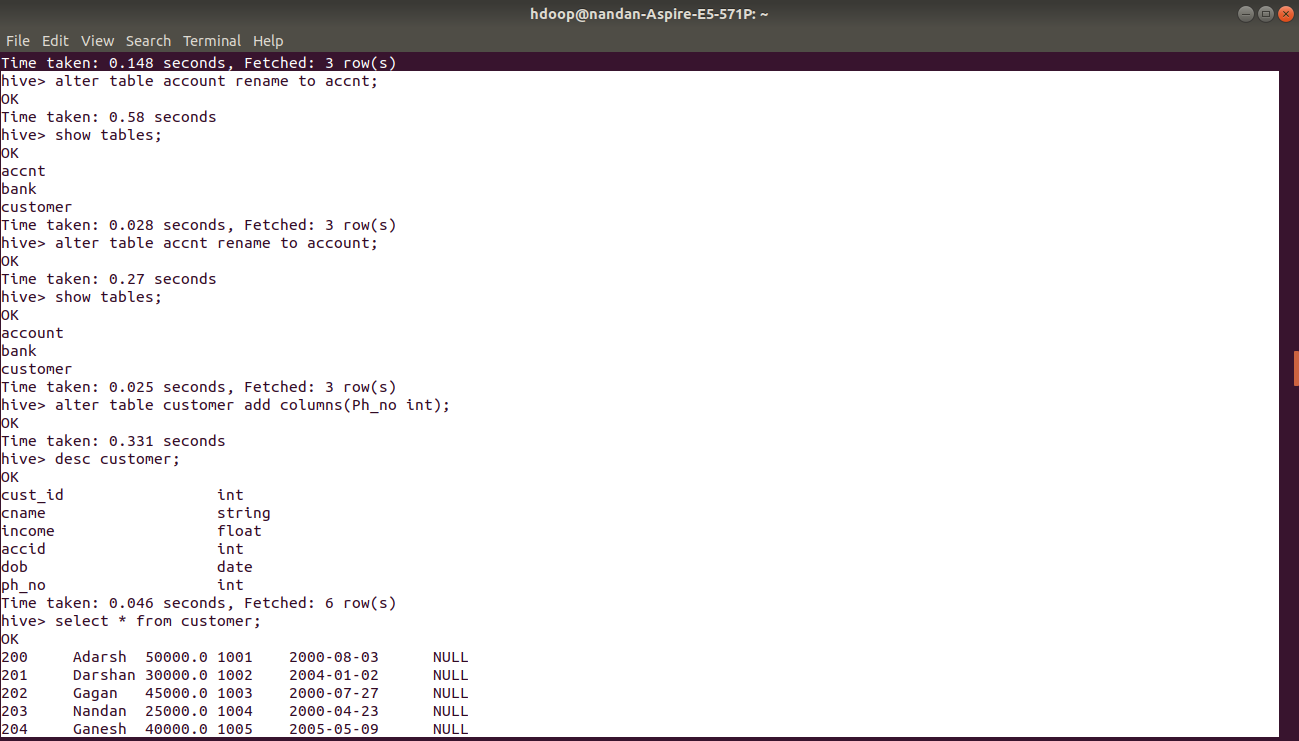 hdoop@nandan-Aspire-E5-571P: ~
File Edit View Search Terminal Help
Time taken: 0.148 seconds, Fetched: 3 row(s)
hive> alter table account rename to accnt;
OK
Time taken: 0.58 seconds
hive> show tables;
OK
accnt
bank
customer
Time taken: 0.028 seconds, Fetched: 3 row(s)
hive> alter table accnt rename to account;
OK
Time taken: 0.27 seconds
hive> show tables;
OK
account
bank
customer
Time taken: 0.025 seconds, Fetched: 3 row(s)
hive> alter table customer add columns(Ph_no int);
OK
Time taken: 0.331 seconds
hive> desc customer;
OK
cust_id                 int
cname                   string
income                  float
accid                   int
dob                     date
ph_no                   int
Time taken: 0.046 seconds, Fetched: 6 row(s)
hive> select * from customer;
OK
200     Adarsh  50000.0 1001    2000-08-03      NULL
201     Darshan 30000.0 1002    2004-01-02      NULL
202     Gagan   45000.0 1003    2000-07-27      NULL
203     Nandan  25000.0 1004    2000-04-23      NULL
204     Ganesh  40000.0 1005    2005-05-09      NULL